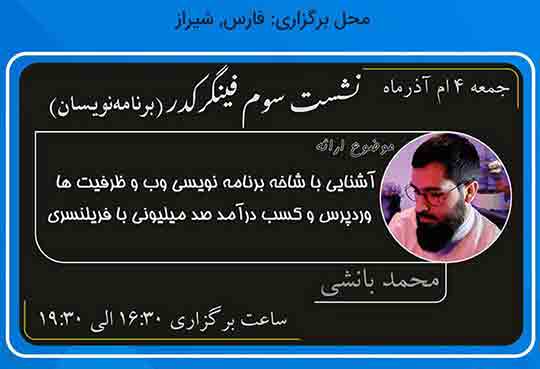 محل برگزاری: فارس, شیراز
جمعه ۴ ام آذرماه
نشست سوم فینگرکدر (برنامه‌نویسان)
موضوع ارائه
آشنایی با شاخه برنامه نویسی وب و ظرفیت ها
وردپرس و کسب درآمد صد میلیونی با فریلنسری
محمد بانشی
ساعت برگزاری ۱۶:۳۰ الی ۱۹:۳۰